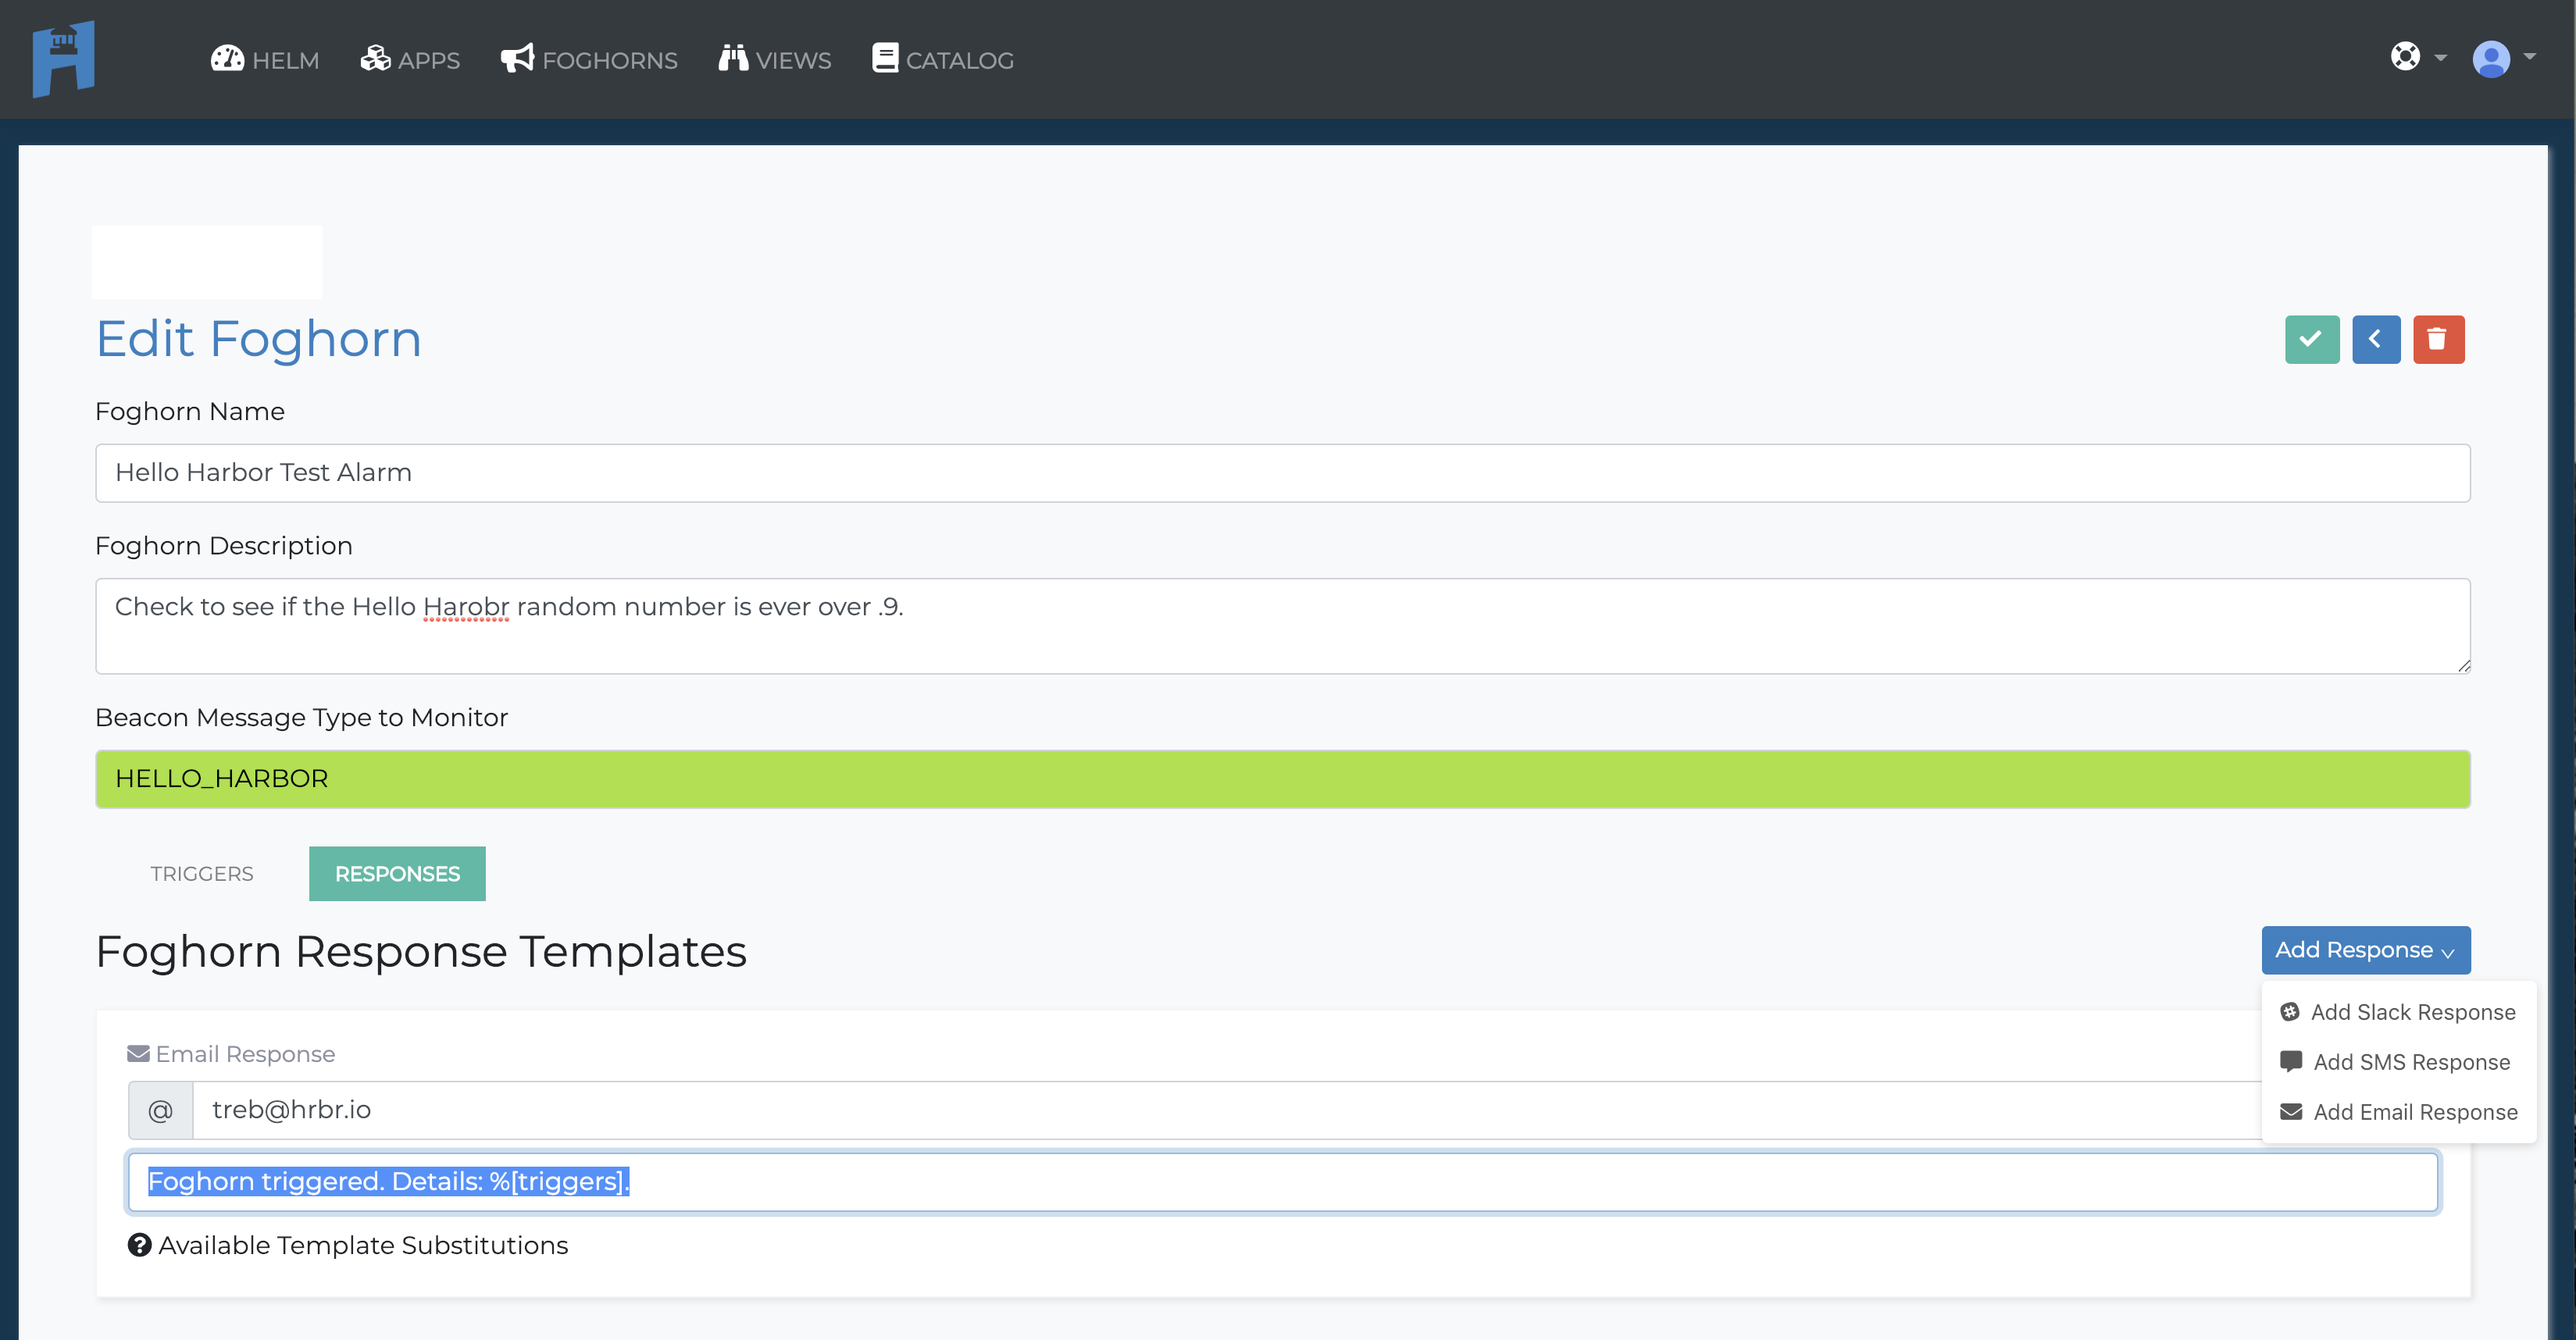 HELM APPS FOGHORNS VIEWS CATALOG
Edit Foghorn
Foghorn Name
Hello Harbor Test Alarm
Foghorn Description
Check to see if the Hello Harobr random number is ever over .9.
Beacon Message Type to Monitor
HELLO_HARBOR
TRIGGERS RESPONSES
Foghorn Response Templates
Add Response
Add Slack Response
Add SMS Response
Add Email Response
Email Response
@ treb@hrbr.io
Foghorn triggered. Details: %[triggers].
Available Template Substitutions